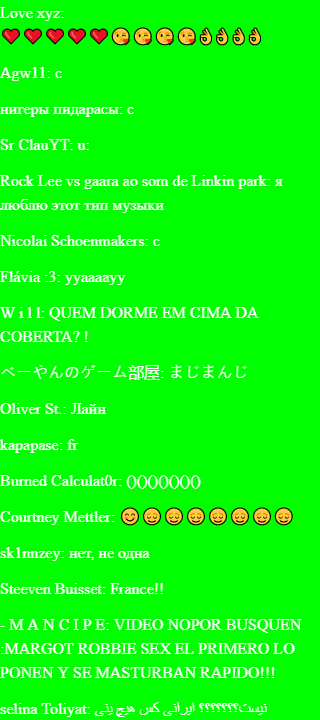 Love xyz:
❤❤❤❤❤😘😘😘😘👌👌👌👌
Agw11: c
нигеры пидарасы: c
Sr ClauYT: u:
Rock Lee vs gaara ao som de Linkin park: я
люблю этот тип музыки
Nicolai Schoenmakers: c
Flávia :3: yyaaaayy
W i l l: QUEM DORME EM CIMA DA
COBERTA? !
べーやんのゲーム部屋: まじまんじ
Oliver St.: Лайн
kapapase: fr
Burned Calculat0r: ()()()()()()()
Courtney Mettler: 😊😌😌😌😌😌😌😌
sk1nnzey: нет, не одна
Steeven Buisset: France!!
- M A N C I P E: VIDEO NOPOR BUSQUEN
:MARGOT ROBBIE SEX EL PRIMERO LO
PONEN Y SE MASTURBAN RAPIDO!!!
selina Toliyat: نیست؟؟؟؟؟؟؟ ایرانی کس هیچ ینی